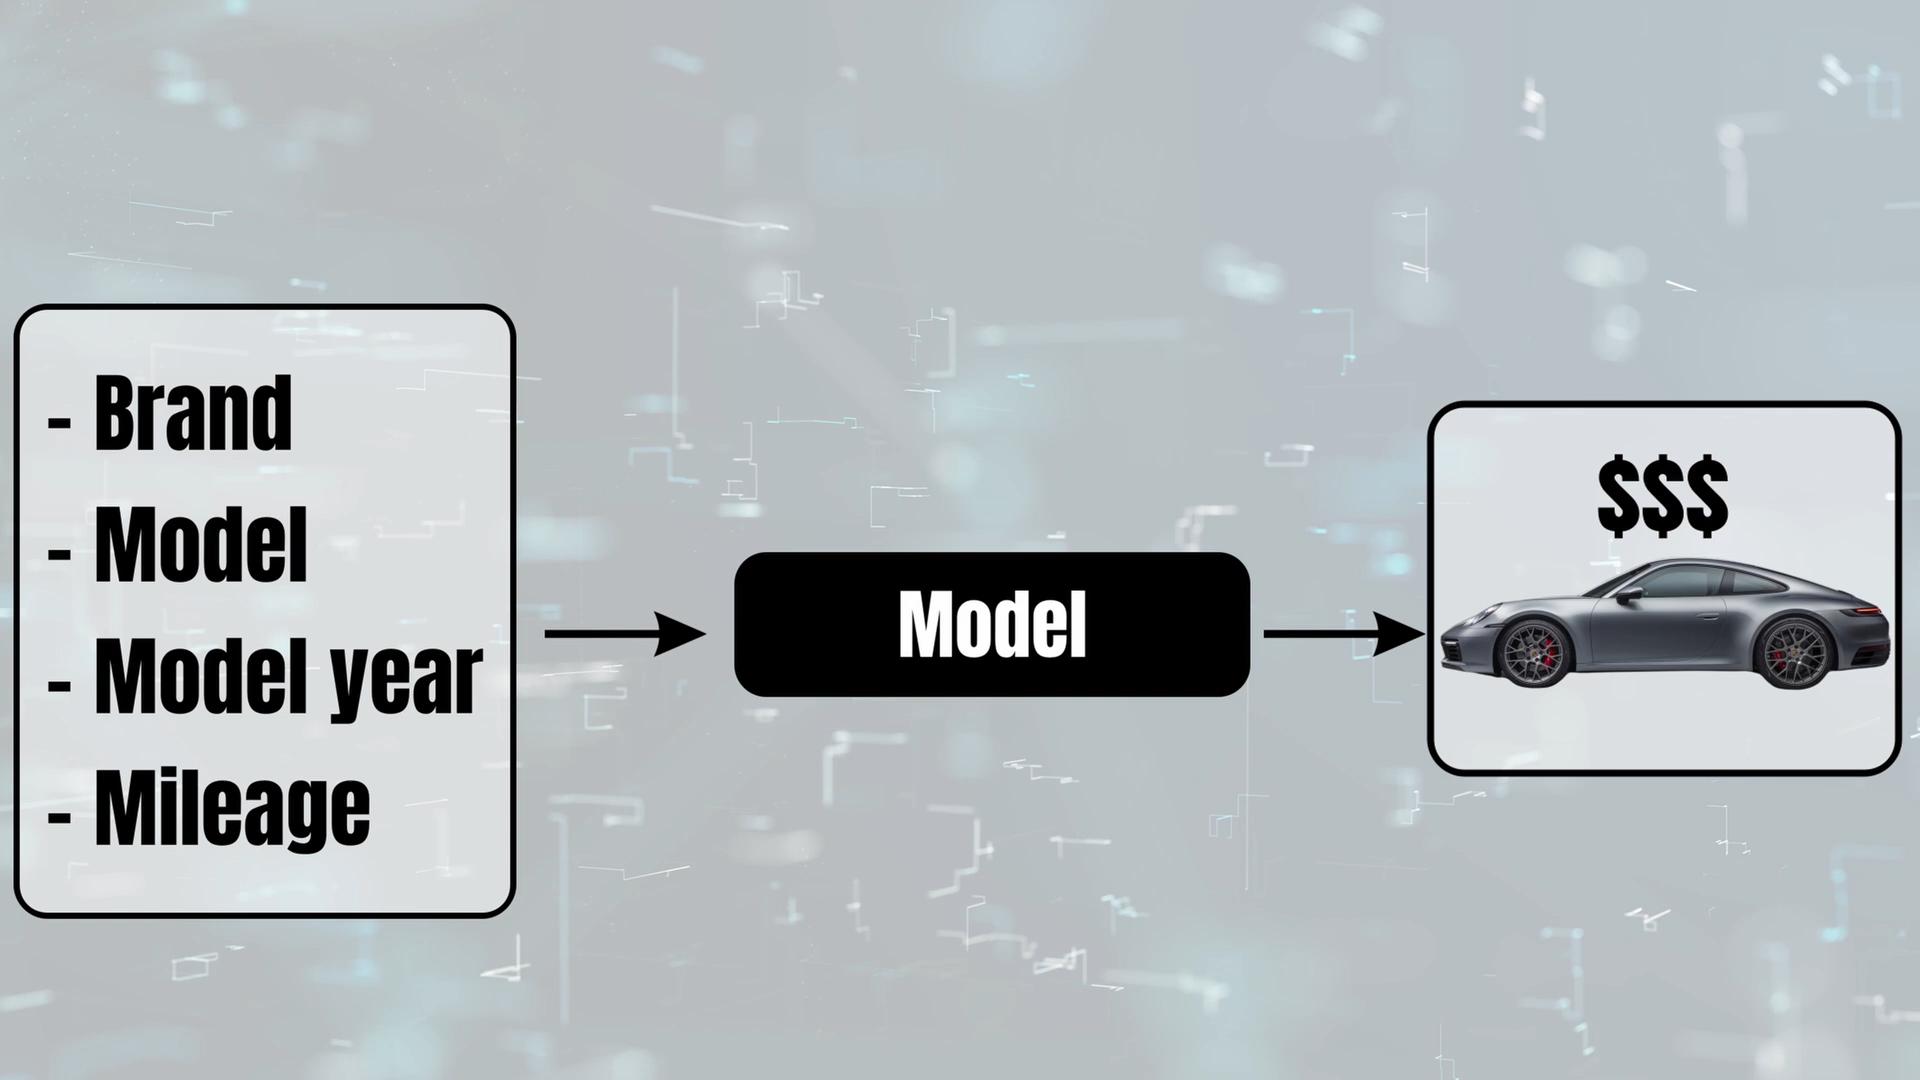 - Brand
- Model
- Model year
- Mileage
Model
$$$